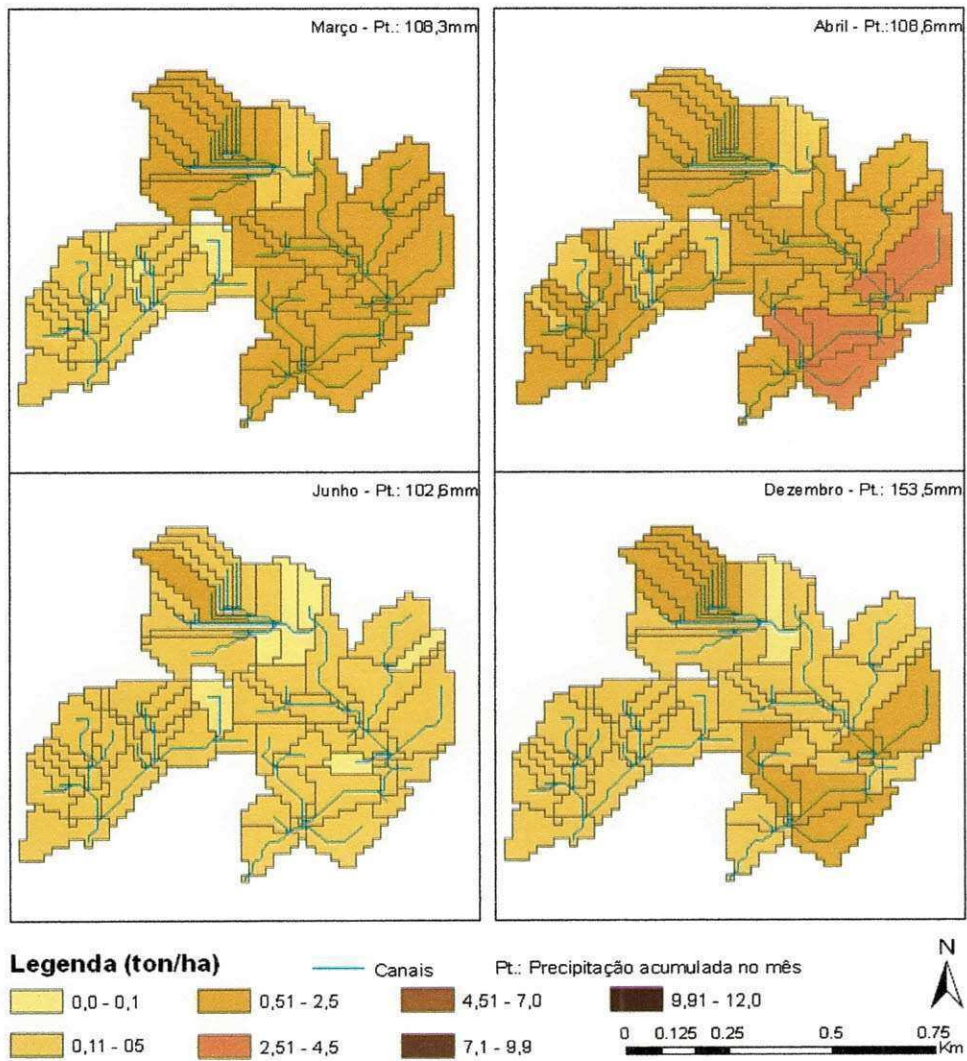 Março - Pt.: 108,3mm
Abril - Pt.:108,6mm
Junho - Pt.: 102,6mm
Dezembro - Pt.: 153,5mm
Legenda (ton/ha)
Canais
Pt.: Precipitação acumulada no mês
N
0,0 - 0,1
0,51 - 2,5
4,51 - 7,0
9,91 - 12,0
0,11 - 05
2,51 - 4,5
7,1 - 9,9
0 0.125 0.25 0.5 0.75
Km